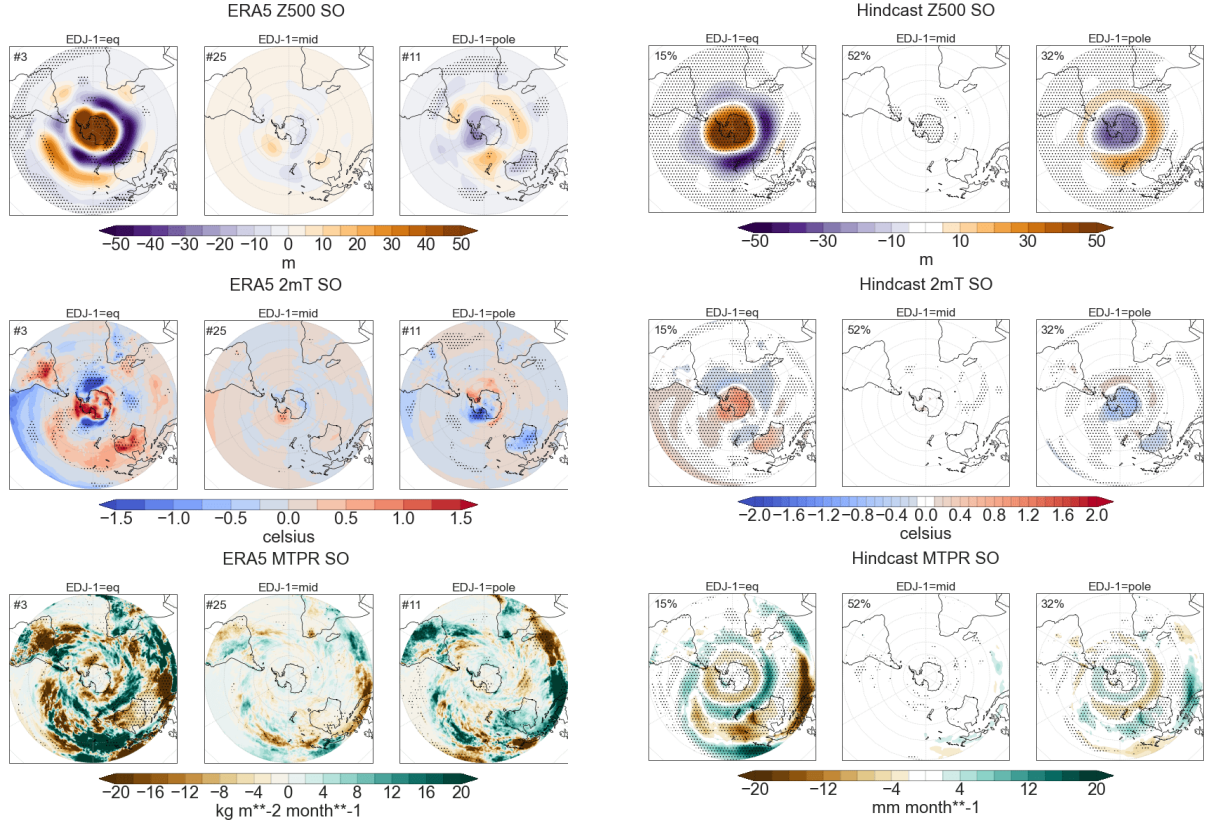 ERA5 Z500 SO
EDJ-1=eq EDJ-1=mid EDJ-1=pole
#3 #25 #11
−50 −40 −30 −20 −10 0 10 20 30 40 50
m
Hindcast Z500 SO
EDJ-1=eq EDJ-1=mid EDJ-1=pole
15% 52% 32%
−50 −30 −10 10 30 50
m
ERA5 2mT SO
EDJ-1=eq EDJ-1=mid EDJ-1=pole
#3 #25 #11
−1.5 −1.0 −0.5 0.0 0.5 1.0 1.5
celsius
Hindcast 2mT SO
EDJ-1=eq EDJ-1=mid EDJ-1=pole
15% 52% 32%
−2.0 −1.6 −1.2 −0.8 −0.4 0.0 0.4 0.8 1.2 1.6 2.0
celsius
ERA5 MTPR SO
EDJ-1=eq EDJ-1=mid EDJ-1=pole
#3 #25 #11
−20 −16 −12 −8 −4 0 4 8 12 16 20
kg m**-2 month**-1
Hindcast MTPR SO
EDJ-1=eq EDJ-1=mid EDJ-1=pole
15% 52% 32%
−20 −12 −4 4 12 20
mm month**-1